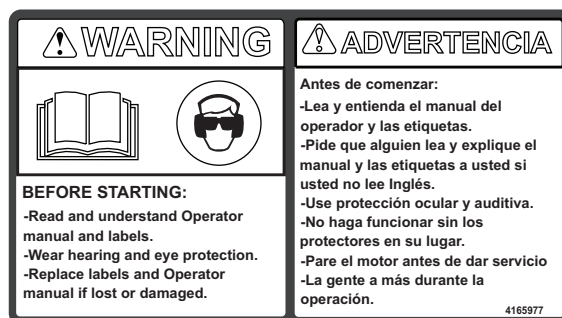 WARNING
BEFORE STARTING:
-Read and understand Operator
manual and labels.
-Wear hearing and eye protection.
-Replace labels and Operator
manual if lost or damaged.
ADVERTENCIA
Antes de comenzar:
-Lea y entienda el manual del
operador y las etiquetas.
-Pide que alguien lea y explique el
manual y las etiquetas a usted si
usted no lee Inglés.
-Use protección ocular y auditiva.
-No haga funcionar sin los
protectores en su lugar.
-Pare el motor antes de dar servicio
-La gente a más durante la
operación.
4165977